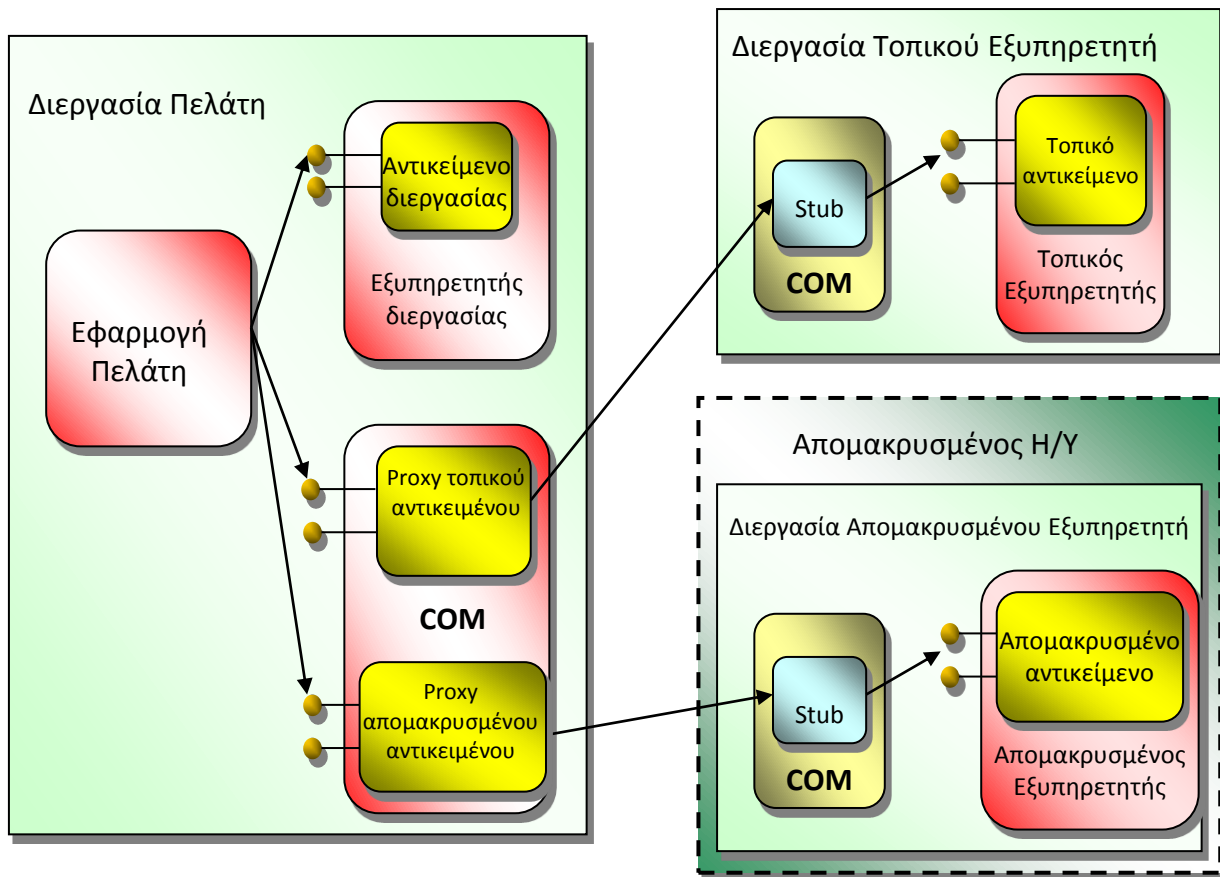 Διεργασία Πελάτη
Αντικείμενο
διεργασίας
Εξυπηρετητής
διεργασίας
Εφαρμογή
Πελάτη
Proxy τοπικού
αντικειμένου
COM
Proxy
απομακρυσμένου
αντικειμένου
Διεργασία Τοπικού Εξυπηρετητή
Stub
COM
Τοπικό
αντικείμενο
Τοπικός
Εξυπηρετητής
Απομακρυσμένος Η/Υ
Διεργασία Απομακρυσμένου Εξυπηρετητή
Stub
COM
Απομακρυσμένο
αντικείμενο
Απομακρυσμένος
Εξυπηρετητής